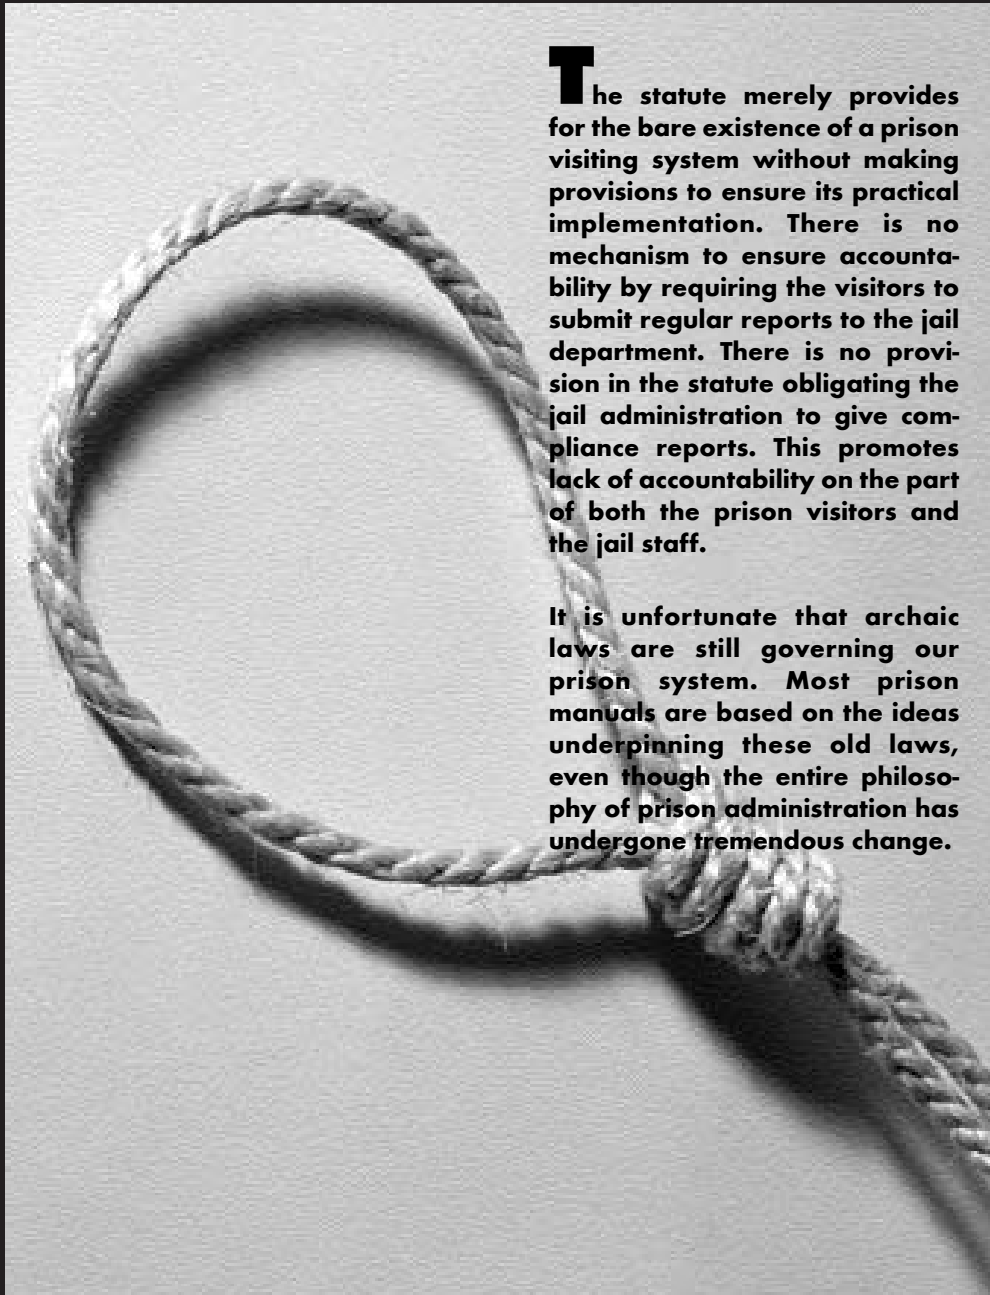 The statute merely provides
for the bare existence of a prison
visiting system without making
provisions to ensure its practical
implementation. There is no
mechanism to ensure accounta-
bility by requiring the visitors to
submit regular reports to the jail
department. There is no provi-
sion in the statute obligating the
jail administration to give com-
pliance reports. This promotes
lack of accountability on the part
of both the prison visitors and
the jail staff.
It is unfortunate that archaic
laws are still governing our
prison system. Most prison
manuals are based on the ideas
underpinning these old laws,
even though the entire philoso-
phy of prison administration has
undergone tremendous change.